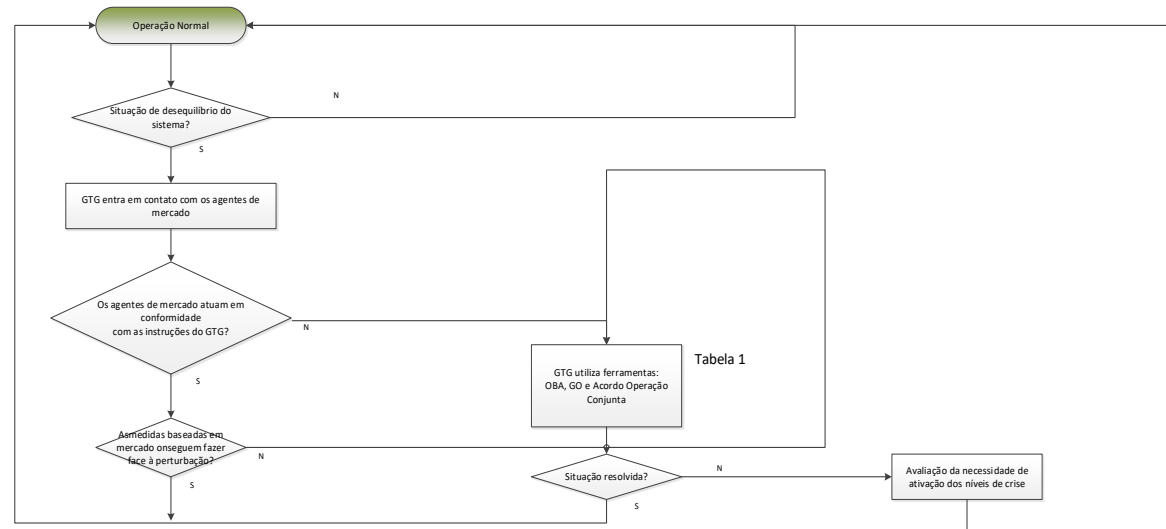 Operação Normal
N
Situação de desequilíbrio do
sistema?
S
GTG entra em contato com os agentes de
mercado
Os agentes de mercado atuam em
conformidade
com as instruções do GTG?
N
S
Tabela 1
GTG utiliza ferramentas:
OBA, GO e Acordo Operação
Conjunta
Asmedidas baseadas em
mercado onseguem fazer
face à perturbação?
N
S
Situação resolvida?
N
S
Avaliação da necessidade de
ativação dos níveis de crise